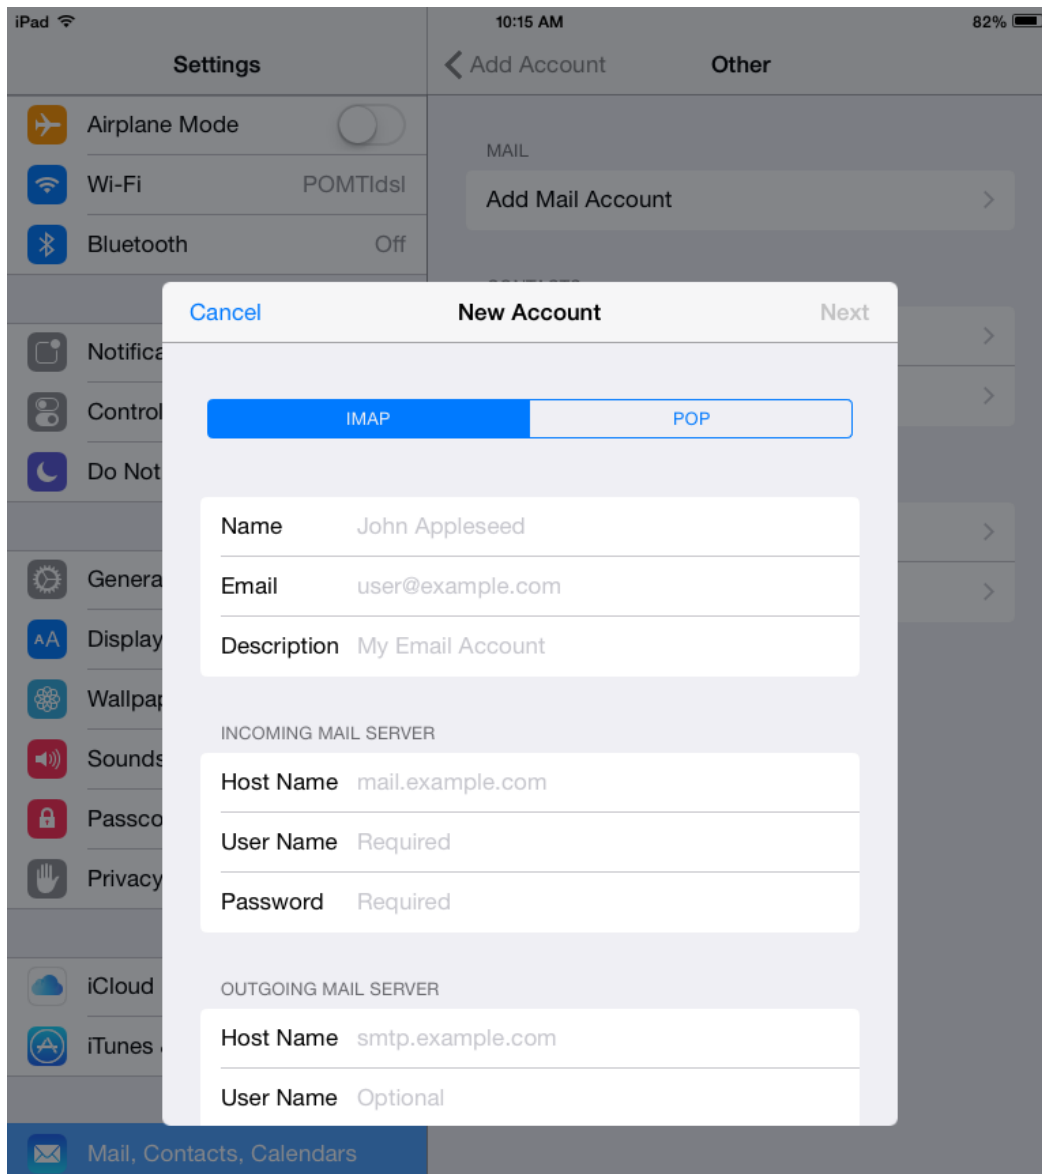 iPad 10:15 AM 82%
Settings
Add Account Other
Airplane Mode
Wi-Fi POMTIdsl
Bluetooth Off
Notifica
Control
Do Not
Genera
Display
Wallpap
Sounds
Passco
Privacy
iCloud
iTunes
Mail, Contacts, Calendars
MAIL
Add Mail Account
Cancel New Account Next
IMAP POP
Name John Appleseed
Email user@example.com
Description My Email Account
INCOMING MAIL SERVER
Host Name mail.example.com
User Name Required
Password Required
OUTGOING MAIL SERVER
Host Name smtp.example.com
User Name Optional